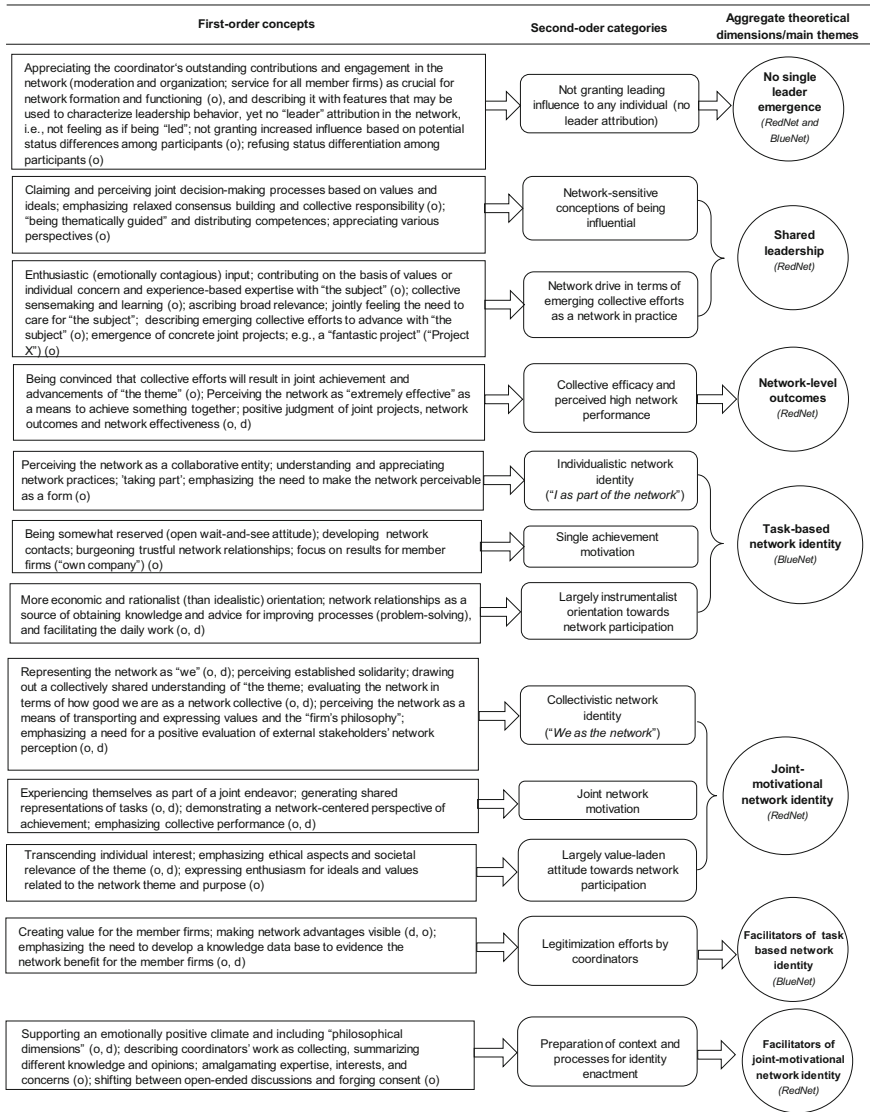 First-order concepts
Second-oder categories
Aggregate theoretical
dimensions/main themes
Appreciating the coordinator‘s outstanding contributions and engagement in the
network (moderation and organization; service for all member firms) as crucial for
network formation and functioning (o), and describing it with features that may be
used to characterize leadership behavior, yet no “leader” attribution in the network,
i.e., not feeling as if being “led”; not granting increased influence based on potential
status differences among participants (o); refusing status differentiation among
participants (o)
Not granting leading
influence to any individual (no
leader attribution)
No single
leader
emergence
(RedNet and
BlueNet)
Claiming and perceiving joint decision-making processes based on values and
ideals; emphasizing relaxed consensus building and collective responsibility (o);
“being thematically guided” and distributing competences; appreciating various
perspectives (o)
Network-sensitive
conceptions of being
influential
Shared
leadership
(RedNet)
Enthusiastic (emotionally contagious) input; contributing on the basis of values or
individual concern and experience-based expertise with “the subject” (o); collective
sensemaking and learning (o); ascribing broad relevance; jointly feeling the need to
care for “the subject”; describing emerging collective efforts to advance with “the
subject” (o); emergence of concrete joint projects; e.g., a “fantastic project” (“Project
X”) (o)
Network drive in terms of
emerging collective efforts
as a network in practice
Being convinced that collective efforts will result in joint achievement and
advancements of “the theme” (o); Perceiving the network as “extremely effective” as
a means to achieve something together; positive judgment of joint projects, network
outcomes and network effectiveness (o, d)
Collective efficacy and
perceived high network
performance
Network-level
outcomes
(RedNet)
Perceiving the network as a collaborative entity; understanding and appreciating
network practices; ’taking part’; emphasizing the need to make the network perceivable
as a form (o)
Individualistic network
identity
(“I as part of the network”)
Task-based
network identity
(BlueNet)
Being somewhat reserved (open wait-and-see attitude); developing network
contacts; burgeoning trustful network relationships; focus on results for member
firms (“own company”) (o)
Single achievement
motivation
More economic and rationalist (than idealistic) orientation; network relationships as a
source of obtaining knowledge and advice for improving processes (problem-solving),
and facilitating the daily work (o, d)
Largely instrumentalist
orientation towards
network participation
Representing the network as “we” (o, d); perceiving established solidarity; drawing
out a collectively shared understanding of “the theme; evaluating the network in
terms of how good we are as a network collective (o, d); perceiving the network as a
means of transporting and expressing values and the “firm’s philosophy”;
emphasizing a need for a positive evaluation of external stakeholders’ network
perception (o, d)
Collectivistic network
identity
(“We as the network”)
Joint-
motivational
network identity
(RedNet)
Experiencing themselves as part of a joint endeavor; generating shared
representations of tasks (o, d); demonstrating a network-centered perspective of
achievement; emphasizing collective performance (o, d)
Joint network
motivation
Transcending individual interest; emphasizing ethical aspects and societal
relevance of the theme (o, d); expressing enthusiasm for ideals and values
related to the network theme and purpose (o)
Largely value-laden
attitude towards network
participation
Creating value for the member firms; making network advantages visible (d, o);
emphasizing the need to develop a knowledge data base to evidence the
network benefit for the member firms (o, d)
Legitimization efforts by
coordinators
Facilitators of task
based network
identity
(BlueNet)
Supporting an emotionally positive climate and including “philosophical
dimensions” (o, d); describing coordinators’ work as collecting, summarizing
different knowledge and opinions; amalgamating expertise, interests, and
concerns (o); shifting between open-ended discussions and forging consent (o)
Preparation of context and
processes for identity
enactment
Facilitators of
joint-motivational
network identity
(RedNet)